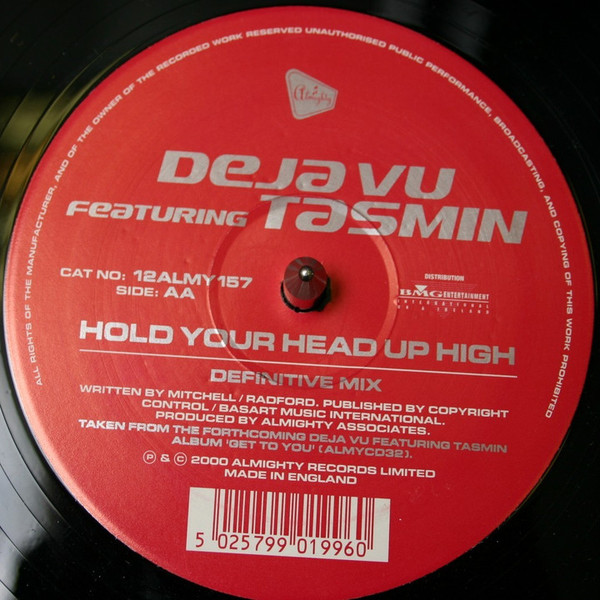 ALL RIGHTS OF THE MANUFACTURER, AND OF THE OWNER OF THE RECORDED WORK RESERVED UNAUTHORISED PUBLIC PERFORMANCE, BROADCASTING, AND COPYING OF THIS WORK PROHIBITED
Almighty
Deja vu
featuring Tasmin
CAT NO: 12ALMY157
SIDE: AA
DISTRIBUTION
BMG ENTERTAINMENT
INTERNATIONAL
UK & IRELAND
HOLD YOUR HEAD UP HIGH
DEFINITIVE MIX
WRITTEN BY MITCHELL / RADFORD. PUBLISHED BY COPYRIGHT
CONTROL / BASART MUSIC INTERNATIONAL.
PRODUCED BY ALMIGHTY ASSOCIATES.
TAKEN FROM THE FORTHCOMING DEJA VU FEATURING TASMIN
ALBUM 'GET TO YOU' (ALMYCD32).
℗ & © 2000 ALMIGHTY RECORDS LIMITED
MADE IN ENGLAND
5 025799 019960